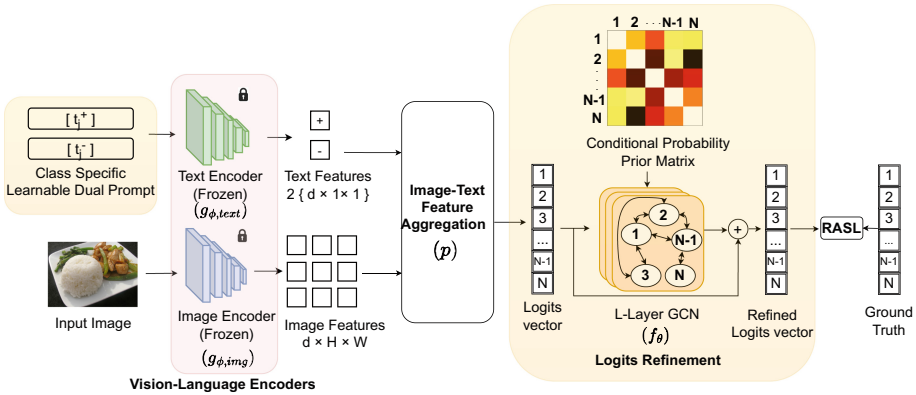 [ t_j^+ ]
[ t_j^- ]
Class Specific
Learnable Dual Prompt
Input Image
Text Encoder
(Frozen)
(g_{ϕ,text})
Image Encoder
(Frozen)
(g_{ϕ,img})
Vision-Language Encoders
+
-
Text Features
2 { d × 1 × 1 }
Image Features
d × H × W
Image-Text
Feature
Aggregation
(p)
Logits
vector
1
2
3
...
N-1
N
1 2 ... N-1 N
1
2
.
.
.
N-1
N
Conditional Probability
Prior Matrix
2
1
N-1
3
N
L-Layer GCN
(f_θ)
+
Logits Refinement
1
2
3
...
N-1
N
Refined
Logits vector
RASL
1
2
3
...
N-1
N
Ground
Truth